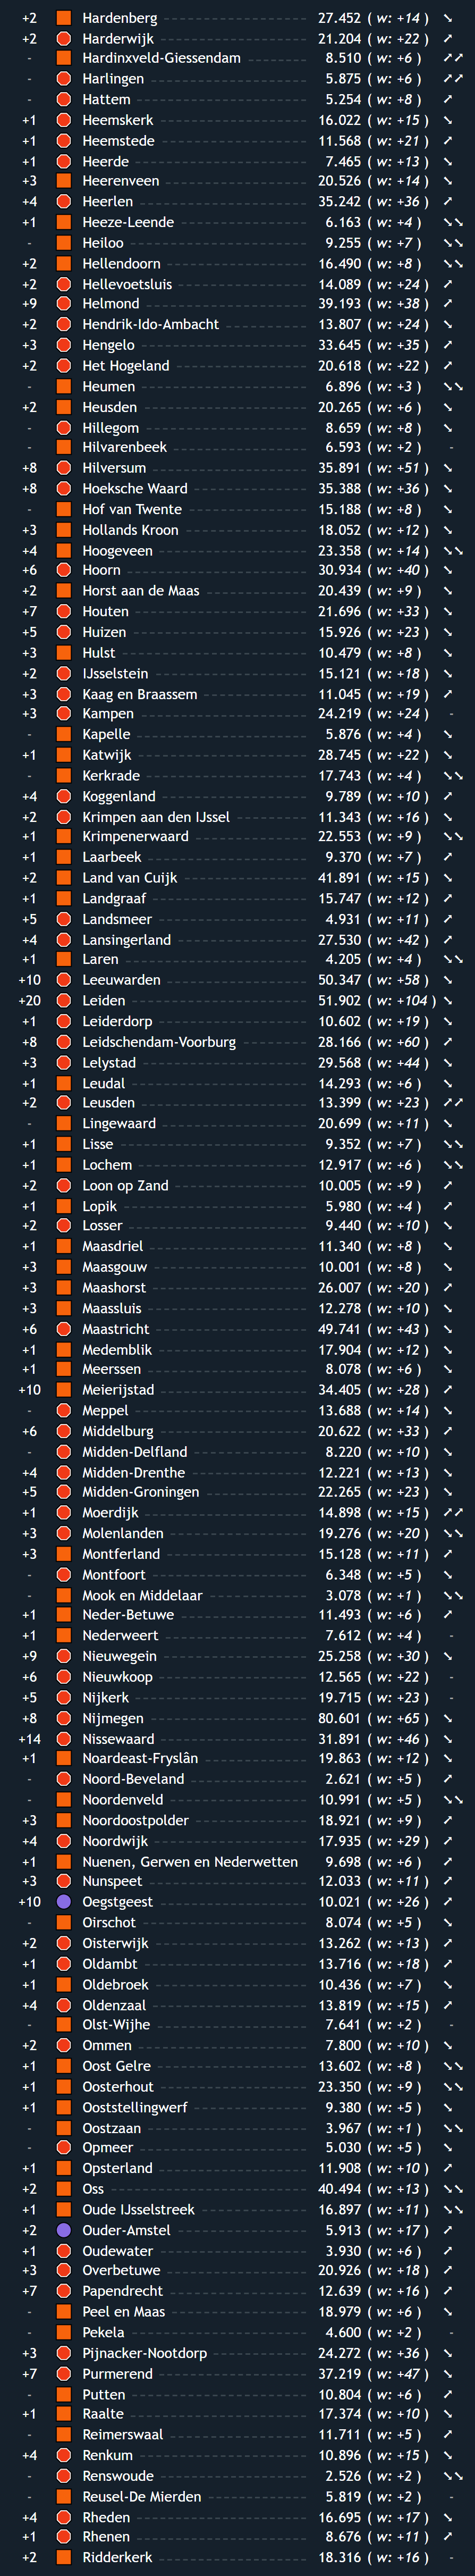 +2 Hardenberg 27.452 ( w: +14 ) ↘
+2 Harderwijk 21.204 ( w: +22 ) ↗
- Hardinxveld-Giessendam 8.510 ( w: +6 ) ↗↗
- Harlingen 5.875 ( w: +6 ) ↗↗
- Hattem 5.254 ( w: +8 ) ↗
+1 Heemskerk 16.022 ( w: +15 ) ↘
+1 Heemstede 11.568 ( w: +21 ) ↗
+1 Heerde 7.465 ( w: +13 ) ↘
+3 Heerenveen 20.526 ( w: +14 ) ↘
+4 Heerlen 35.242 ( w: +36 ) ↗
+1 Heeze-Leende 6.163 ( w: +4 ) ↘↘
- Heiloo 9.255 ( w: +7 ) ↘↘
+2 Hellendoorn 16.490 ( w: +8 ) ↘↘
+2 Hellevoetsluis 14.089 ( w: +24 ) ↗
+9 Helmond 39.193 ( w: +38 ) ↗
+2 Hendrik-Ido-Ambacht 13.807 ( w: +24 ) ↘
+3 Hengelo 33.645 ( w: +35 ) ↗
+2 Het Hogeland 20.618 ( w: +22 ) ↗
- Heumen 6.896 ( w: +3 ) ↘↘
+2 Heusden 20.265 ( w: +6 ) ↘
- Hillegom 8.659 ( w: +8 ) ↘
- Hilvarenbeek 6.593 ( w: +2 ) -
+8 Hilversum 35.891 ( w: +51 ) ↘
+8 Hoeksche Waard 35.388 ( w: +36 ) ↘
- Hof van Twente 15.188 ( w: +8 ) ↘
+3 Hollands Kroon 18.052 ( w: +12 ) ↘
+4 Hoogeveen 23.358 ( w: +14 ) ↘↘
+6 Hoorn 30.934 ( w: +40 ) ↘
+2 Horst aan de Maas 20.439 ( w: +9 ) ↘
+7 Houten 21.696 ( w: +33 ) ↘
+5 Huizen 15.926 ( w: +23 ) ↘
+3 Hulst 10.479 ( w: +8 ) ↘
+2 IJsselstein 15.121 ( w: +18 ) ↘
+3 Kaag en Braassem 11.045 ( w: +19 ) ↗
+3 Kampen 24.219 ( w: +24 ) -
- Kapelle 5.876 ( w: +4 ) ↘
+1 Katwijk 28.745 ( w: +22 ) ↘
- Kerkrade 17.743 ( w: +4 ) ↘↘
+4 Koggenland 9.789 ( w: +10 ) ↗
+2 Krimpen aan den IJssel 11.343 ( w: +16 ) ↘
+1 Krimpenerwaard 22.553 ( w: +9 ) ↘↘
+1 Laarbeek 9.370 ( w: +7 ) ↗
+2 Land van Cuijk 41.891 ( w: +15 ) ↘
+1 Landgraaf 15.747 ( w: +12 ) ↗
+5 Landsmeer 4.931 ( w: +11 ) ↗
+4 Lansingerland 27.530 ( w: +42 ) ↗
+1 Laren 4.205 ( w: +4 ) ↘↘
+10 Leeuwarden 50.347 ( w: +58 ) ↘
+20 Leiden 51.902 ( w: +104 ) ↘
+1 Leiderdorp 10.602 ( w: +19 ) ↘
+8 Leidschendam-Voorburg 28.166 ( w: +60 ) ↗
+3 Lelystad 29.568 ( w: +44 ) ↘
+1 Leudal 14.293 ( w: +6 ) ↘
+2 Leusden 13.399 ( w: +23 ) ↗↗
- Lingewaard 20.699 ( w: +11 ) ↘
+1 Lisse 9.352 ( w: +7 ) ↘↘
+1 Lochem 12.917 ( w: +6 ) ↘↘
+2 Loon op Zand 10.005 ( w: +9 ) ↗
+1 Lopik 5.980 ( w: +4 ) ↗
+2 Losser 9.440 ( w: +10 ) ↘
+1 Maasdriel 11.340 ( w: +8 ) ↘
+3 Maasgouw 10.001 ( w: +8 ) ↘
+3 Maashorst 26.007 ( w: +20 ) ↗
+3 Maassluis 12.278 ( w: +10 ) ↘
+6 Maastricht 49.741 ( w: +43 ) ↘
+1 Medemblik 17.904 ( w: +12 ) ↘
+1 Meerssen 8.078 ( w: +6 ) ↘
+10 Meierijstad 34.405 ( w: +28 ) ↗
- Meppel 13.688 ( w: +14 ) ↘
+6 Middelburg 20.622 ( w: +33 ) ↗
- Midden-Delfland 8.220 ( w: +10 ) ↘
+4 Midden-Drenthe 12.221 ( w: +13 ) ↘
+5 Midden-Groningen 22.265 ( w: +23 ) ↘
+1 Moerdijk 14.898 ( w: +15 ) ↗↗
+3 Molenlanden 19.276 ( w: +20 ) ↘↘
+3 Montferland 15.128 ( w: +11 ) ↗
- Montfoort 6.348 ( w: +5 ) ↘
- Mook en Middelaar 3.078 ( w: +1 ) ↘↘
+1 Neder-Betuwe 11.493 ( w: +6 ) ↗
+1 Nederweert 7.612 ( w: +4 ) -
+9 Nieuwegein 25.258 ( w: +30 ) ↘
+6 Nieuwkoop 12.565 ( w: +22 ) -
+5 Nijkerk 19.715 ( w: +23 ) -
+8 Nijmegen 80.601 ( w: +65 ) ↘
+14 Nissewaard 31.891 ( w: +46 ) ↘
+1 Noardeast-Fryslân 19.863 ( w: +12 ) ↘
- Noord-Beveland 2.621 ( w: +5 ) ↗
- Noordenveld 10.991 ( w: +5 ) ↘↘
+3 Noordoostpolder 18.921 ( w: +9 ) ↗
+4 Noordwijk 17.935 ( w: +29 ) ↗
+1 Nuenen, Gerwen en Nederwetten 9.698 ( w: +6 ) ↗
+3 Nunspeet 12.033 ( w: +11 ) ↗
+10 Oegstgeest 10.021 ( w: +26 ) ↗
- Oirschot 8.074 ( w: +5 ) ↘
+2 Oisterwijk 13.262 ( w: +13 ) ↗
+1 Oldambt 13.716 ( w: +18 ) ↗
+1 Oldebroek 10.436 ( w: +7 ) ↘
+4 Oldenzaal 13.819 ( w: +15 ) ↗
- Olst-Wijhe 7.641 ( w: +2 ) -
+2 Ommen 7.800 ( w: +10 ) ↘
+1 Oost Gelre 13.602 ( w: +8 ) ↘↘
+1 Oosterhout 23.350 ( w: +9 ) ↘↘
+1 Ooststellingwerf 9.380 ( w: +5 ) ↘
- Oostzaan 3.967 ( w: +1 ) ↘↘
- Opmeer 5.030 ( w: +5 ) ↘
+1 Opsterland 11.908 ( w: +10 ) ↗
+2 Oss 40.494 ( w: +13 ) ↘↘
+1 Oude IJsselstreek 16.897 ( w: +11 ) ↘↘
+2 Ouder-Amstel 5.913 ( w: +17 ) ↗
+1 Oudewater 3.930 ( w: +6 ) ↗
+3 Overbetuwe 20.926 ( w: +18 ) ↗
+7 Papendrecht 12.639 ( w: +16 ) ↗
- Peel en Maas 18.979 ( w: +6 ) ↘
- Pekela 4.600 ( w: +2 ) -
+3 Pijnacker-Nootdorp 24.272 ( w: +36 ) ↘
+7 Purmerend 37.219 ( w: +47 ) ↘
- Putten 10.804 ( w: +6 ) ↗
+1 Raalte 17.374 ( w: +10 ) ↘
- Reimerswaal 11.711 ( w: +5 ) ↗
+4 Renkum 10.896 ( w: +15 ) ↘
- Renswoude 2.526 ( w: +2 ) ↘↘
- Reusel-De Mierden 5.819 ( w: +2 ) -
+4 Rheden 16.695 ( w: +17 ) ↘
+1 Rhenen 8.676 ( w: +11 ) ↗
+2 Ridderkerk 18.316 ( w: +16 ) -